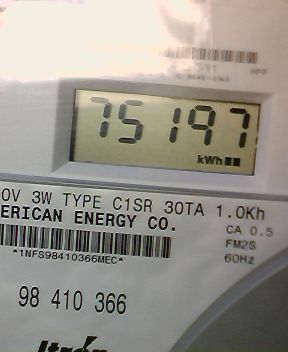 75197
kWh
0V 3W TYPE C1SR 30TA 1.0Kh
ERICAN ENERGY CO.
CA 0.5
FM2S
60Hz
*1NFS98410366MEC*
98 410 366
Itron